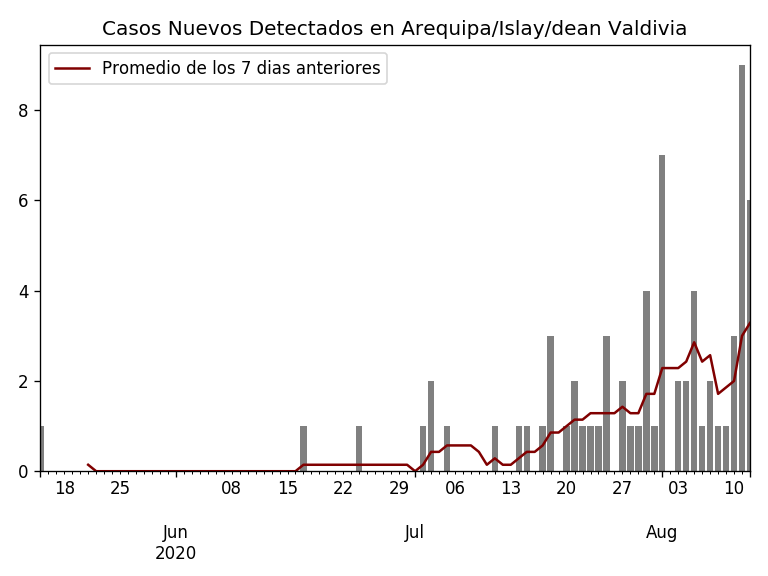 Casos Nuevos Detectados en Arequipa/Islay/dean Valdivia
Promedio de los 7 dias anteriores
8
6
4
2
0
18 25 08 15 22 29 06 13 20 27 03 10
Jun Jul Aug
2020